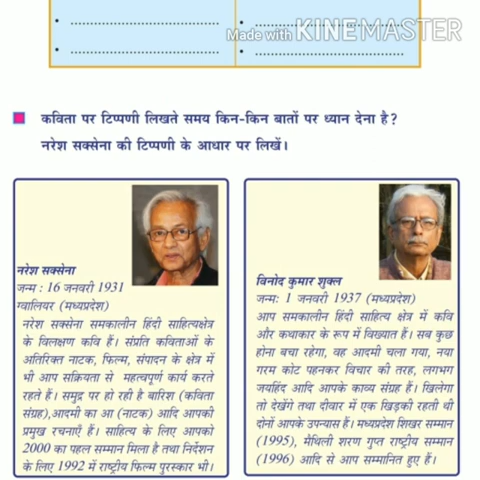 Made with KINEMASTER
कविता पर टिप्पणी लिखते समय किन-किन बातों पर ध्यान देना है?
नरेश सक्सेना की टिप्पणी के आधार पर लिखें।
नरेश सक्सेना
जन्म : 16 जनवरी 1931
ग्वालियर (मध्यप्रदेश)
नरेश सक्सेना समकालीन हिंदी साहित्यक्षेत्र
के विलक्षण कवि हैं। संप्रति कविताओं के
अतिरिक्त नाटक, फिल्म, संपादन के क्षेत्र में
भी आप सक्रियता से महत्वपूर्ण कार्य करते
रहते हैं। समुद्र पर हो रही है बारिश (कविता
संग्रह),आदमी का आ (नाटक) आदि आपकी
प्रमुख रचनाएँ हैं। साहित्य के लिए आपको
2000 का पहल सम्मान मिला है तथा निर्देशन
के लिए 1992 में राष्ट्रीय फिल्म पुरस्कार भी।
विनोद कुमार शुक्ल
जन्म: 1 जनवरी 1937 (मध्यप्रदेश)
आप समकालीन हिंदी साहित्य क्षेत्र में कवि
और कथाकार के रूप में विख्यात हैं। सब कुछ
होना बचा रहेगा, वह आदमी चला गया, नया
गरम कोट पहनकर विचार की तरह, लगभग
जयहिंद आदि आपके काव्य संग्रह हैं। खिलेगा
तो देखेंगे तथा दीवार में एक खिड़की रहती थी
दोनों आपके उपन्यास हैं। मध्यप्रदेश शिखर सम्मान
(1995), मैथिली शरण गुप्त राष्ट्रीय सम्मान
(1996) आदि से आप सम्मानित हुए हैं।